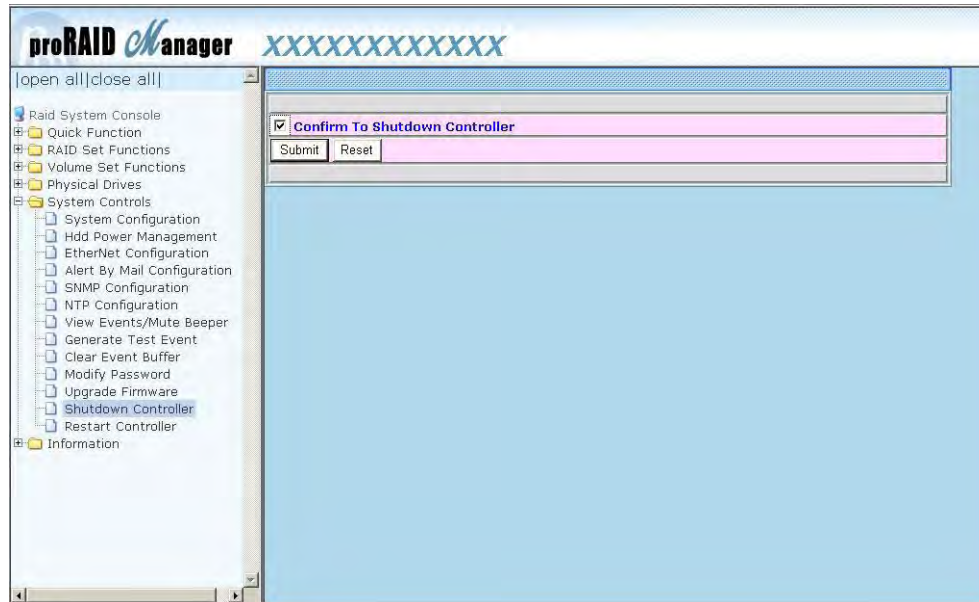 proRAID Manager XXXXXXXXXXXX
|open all|close all|
Raid System Console
Quick Function
RAID Set Functions
Volume Set Functions
Physical Drives
System Controls
System Configuration
Hdd Power Management
EtherNet Configuration
Alert By Mail Configuration
SNMP Configuration
NTP Configuration
View Events/Mute Beeper
Generate Test Event
Clear Event Buffer
Modify Password
Upgrade Firmware
Shutdown Controller
Restart Controller
Information
Confirm To Shutdown Controller
Submit Reset